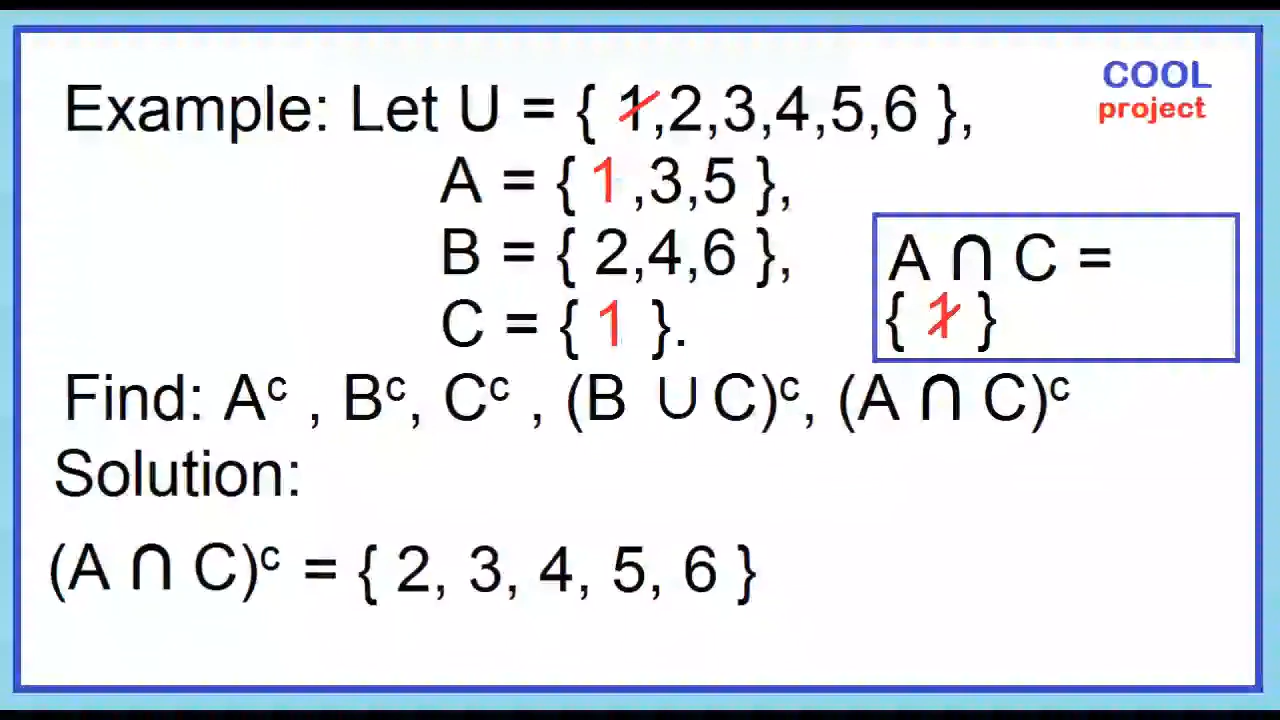 COOL
project
Example: Let U = { 1,2,3,4,5,6 },
A = { 1 ,3,5 },
B = { 2,4,6 },
C = { 1 }.
A ∩ C =
{ 1 }
Find: Aᶜ , Bᶜ, Cᶜ , (B ∪ C)ᶜ, (A ∩ C)ᶜ
Solution:
(A ∩ C)ᶜ = { 2, 3, 4, 5, 6 }